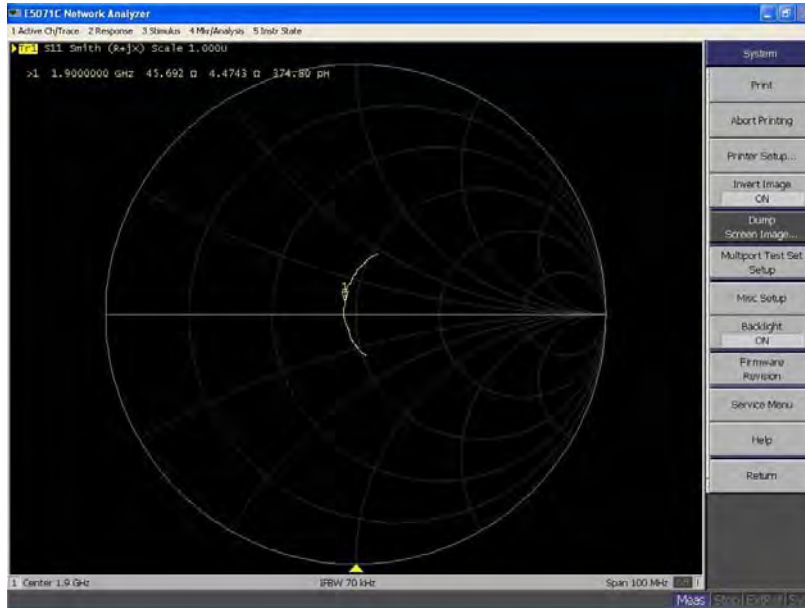 E5071C Network Analyzer
1 Active Ch/Trace 2 Response 3 Stimulus 4 Mkr/Analysis 5 Instr State
Tr1 S11 Smith (R+jX) Scale 1.000U
>1 1.9000000 GHz 45.692 Ω 4.4743 Ω 374.80 pH
1
System
Print
Abort Printing
Printer Setup...
Invert Image
ON
Dump
Screen Image...
Multiport Test Set
Setup
Misc Setup
Backlight
ON
Firmware
Revision
Service Menu
Help
Return
1 Center 1.9 GHz IFBW 70 kHz Span 100 MHz
Meas Stop ExtRef